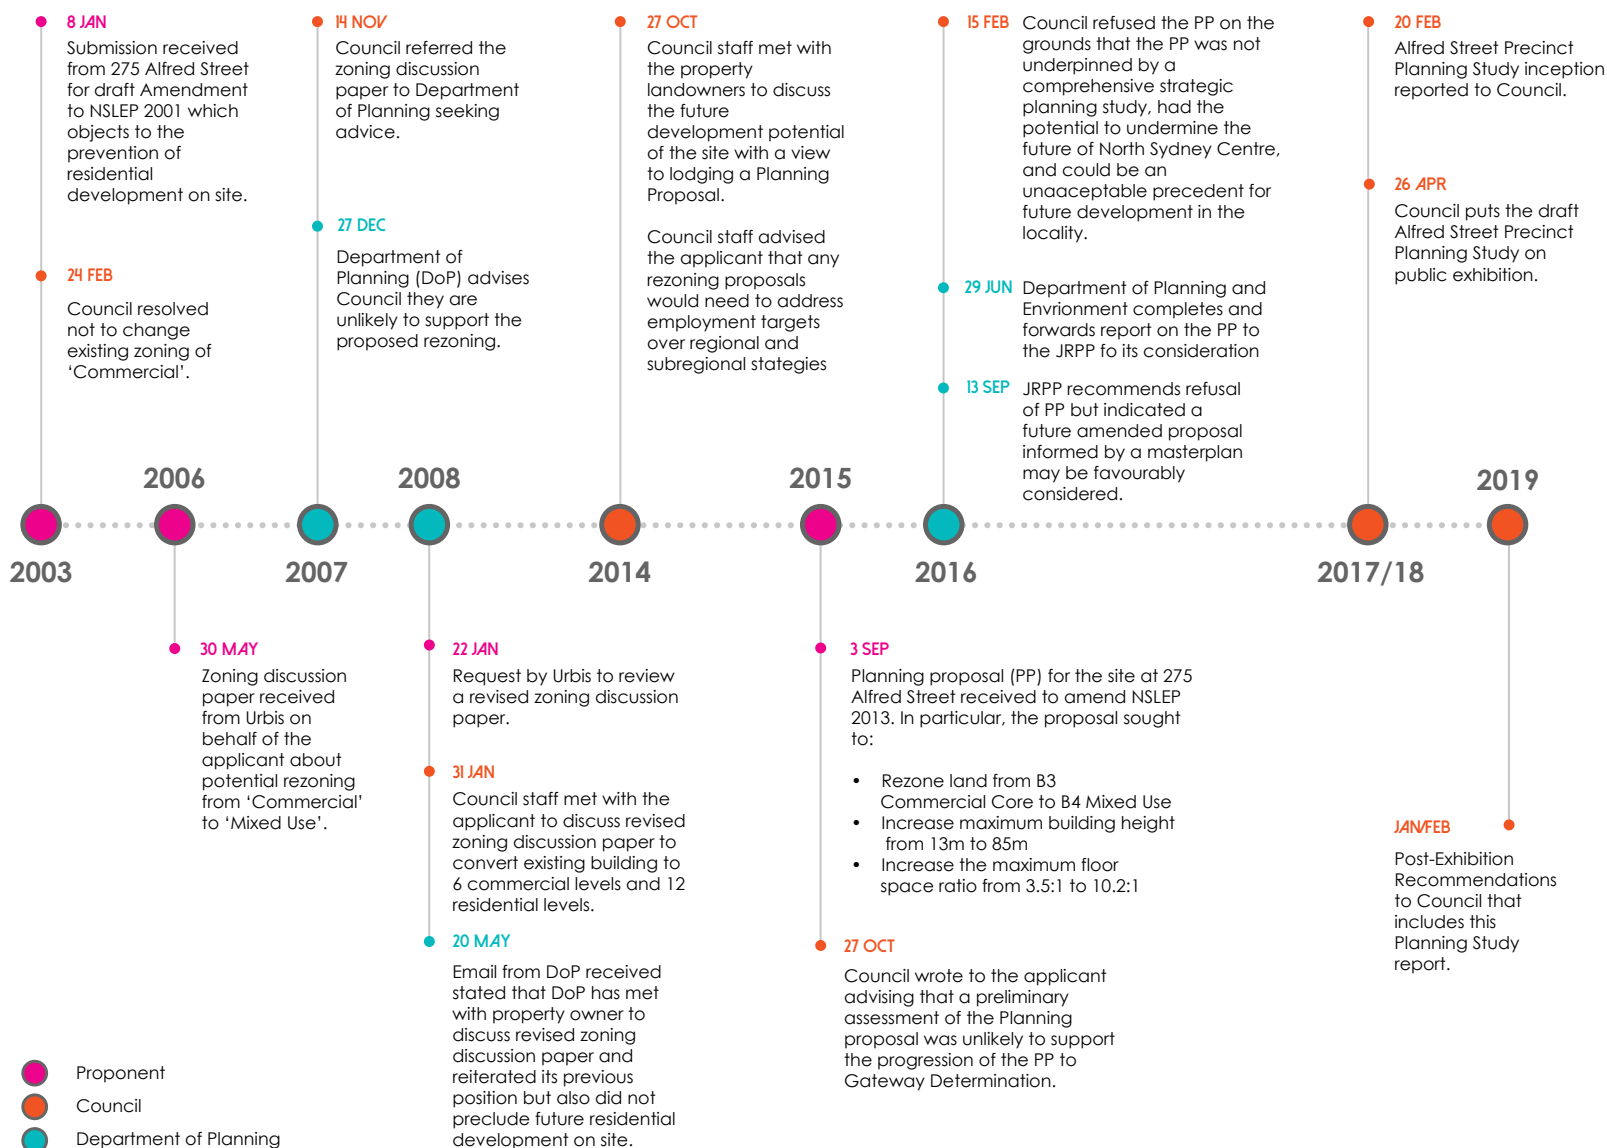 8 JAN
Submission received
from 275 Alfred Street
for draft Amendment
to NSLEP 2001 which
objects to the
prevention of
residential
development on site.
24 FEB
Council resolved
not to change
existing zoning of
‘Commercial’.
14 NOV
Council referred the
zoning discussion
paper to Department
of Planning seeking
advice.
27 DEC
Department of
Planning (DoP) advises
Council they are
unlikely to support the
proposed rezoning.
27 OCT
Council staff met with
the property
landowners to discuss
the future
development potential
of the site with a view
to lodging a Planning
Proposal.
Council staff advised
the applicant that any
rezoning proposals
would need to address
employment targets
over regional and
subregional stategies
15 FEB
Council refused the PP on the
grounds that the PP was not
underpinned by a
comprehensive strategic
planning study, had the
potential to undermine the
future of North Sydney Centre,
and could be an
unaaceptable precedent for
future development in the
locality.
29 JUN
Department of Planning and
Envrionment completes and
forwards report on the PP to
the JRPP fo its consideration
13 SEP
JRPP recommends refusal
of PP but indicated a
future amended proposal
informed by a masterplan
may be favourably
considered.
20 FEB
Alfred Street Precinct
Planning Study inception
reported to Council.
26 APR
Council puts the draft
Alfred Street Precinct
Planning Study on
public exhibition.
2006
2008
2015
2019
2003
2007
2014
2016
2017/18
30 MAY
Zoning discussion
paper received
from Urbis on
behalf of the
applicant about
potential rezoning
from ‘Commercial’
to ‘Mixed Use’.
22 JAN
Request by Urbis to review
a revised zoning discussion
paper.
31 JAN
Council staff met with the
applicant to discuss revised
zoning discussion paper to
convert existing building to
6 commercial levels and 12
residential levels.
20 MAY
Email from DoP received
stated that DoP has met
with property owner to
discuss revised zoning
discussion paper and
reiterated its previous
position but also did not
preclude future residential
development on site.
3 SEP
Planning proposal (PP) for the site at 275
Alfred Street received to amend NSLEP
2013. In particular, the proposal sought
to:
• Rezone land from B3
Commercial Core to B4 Mixed Use
• Increase maximum building height
from 13m to 85m
• Increase the maximum floor
space ratio from 3.5:1 to 10.2:1
27 OCT
Council wrote to the applicant
advising that a preliminary
assessment of the Planning
proposal was unlikely to support
the progression of the PP to
Gateway Determination.
JAN/FEB
Post-Exhibition
Recommendations
to Council that
includes this
Planning Study
report.
Proponent
Council
Department of Planning